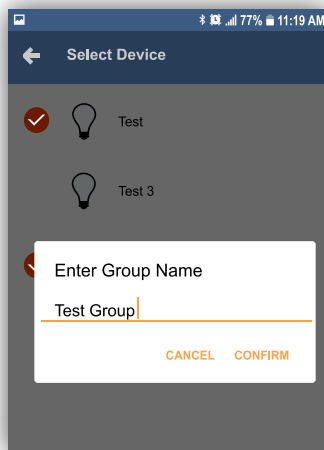 77% 11:19 AM
Select Device
Test
Test 3
Enter Group Name
Test Group
CANCEL CONFIRM